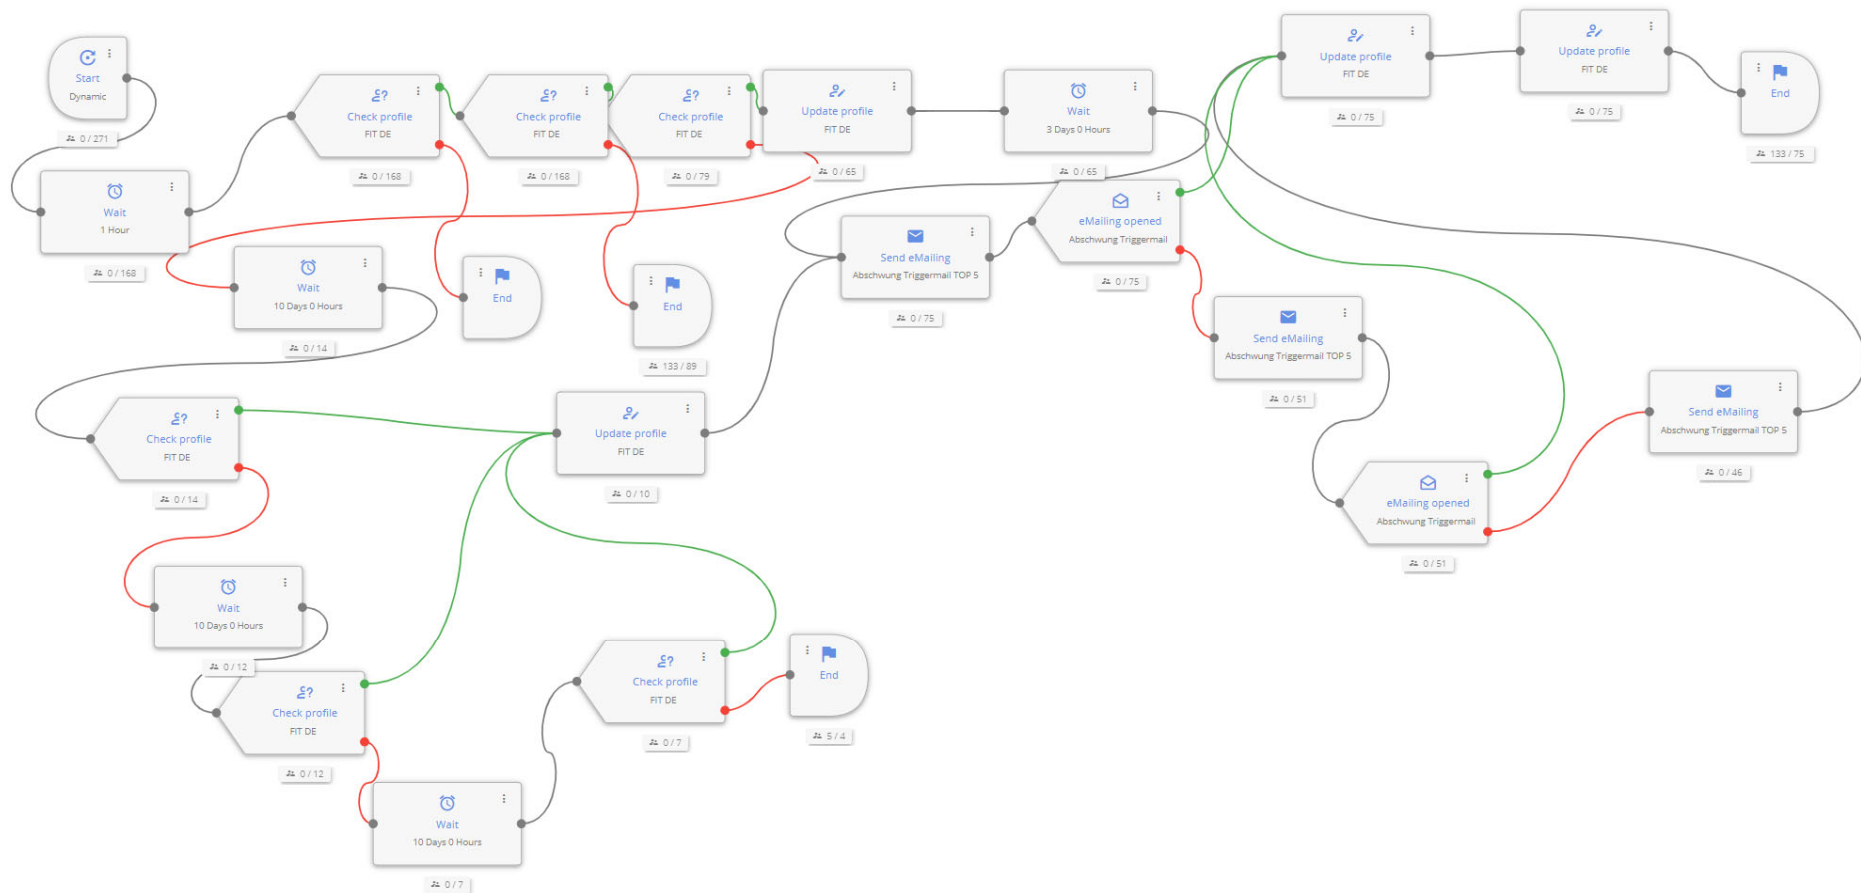 Start
Dynamic
0 / 271
Wait
1 Hour
0 / 168
Check profile
FIT DE
0 / 168
Check profile
FIT DE
0 / 168
Check profile
FIT DE
0 / 79
Update profile
FIT DE
0 / 65
Wait
3 Days 0 Hours
0 / 65
Update profile
FIT DE
0 / 75
Update profile
FIT DE
0 / 75
End
133 / 75
Wait
10 Days 0 Hours
0 / 14
End
End
133 / 89
Send eMailing
Abschwung Triggermail TOP 5
0 / 75
eMailing opened
Abschwung Triggermail
0 / 75
Send eMailing
Abschwung Triggermail TOP 5
0 / 51
Send eMailing
Abschwung Triggermail TOP 5
0 / 46
Check profile
FIT DE
0 / 14
Update profile
FIT DE
0 / 10
eMailing opened
Abschwung Triggermail
0 / 51
Wait
10 Days 0 Hours
0 / 12
Check profile
FIT DE
0 / 12
Check profile
FIT DE
0 / 7
End
5 / 4
Wait
10 Days 0 Hours
0 / 7